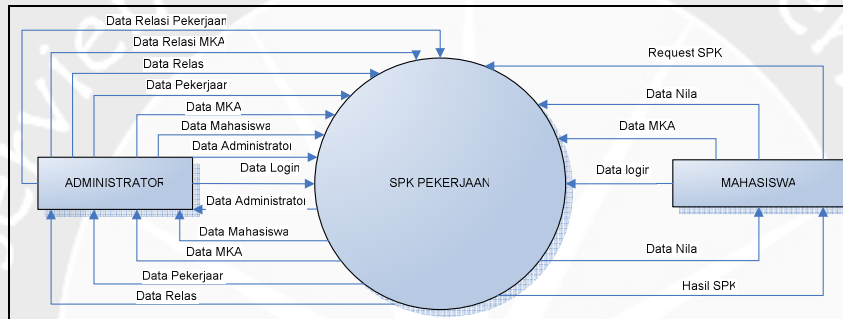 Data Relasi Pekerjaan
Data Relasi MKA
Data Relas
Data Pekerjaar
Data MKA
Data Mahasiswa
Data Administrator
Data Login
ADMINISTRATOR
Data Administrator
Data Mahasiswa
Data MKA
Data Pekerjaar
Data Relas
SPK PEKERJAAN
Request SPK
Data Nila
Data MKA
Data logir
MAHASISWA
Data Nila
Hasil SPK